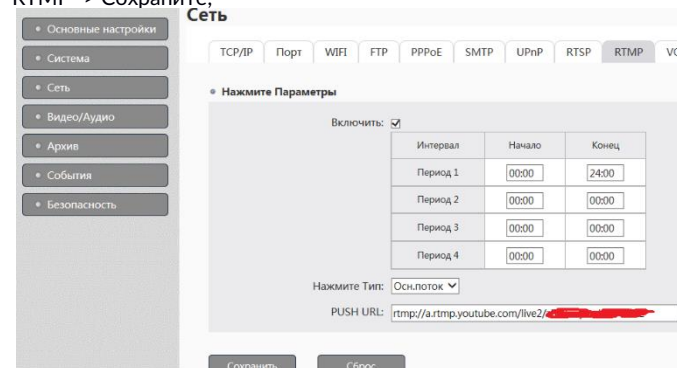 RTMP -> Сохраните;
Сеть
• Основные настройки
• Система
• Сеть
• Видео/Аудио
• Архив
• События
• Безопасность
TCP/IP Порт WIFI FTP PPPoE SMTP UPnP RTSP RTMP
• Нажмите Параметры
Включить:
Интервал Начало Конец
Период 1 00:00 24:00
Период 2 00:00 00:00
Период 3 00:00 00:00
Период 4 00:00 00:00
Нажмите Тип: Осн.поток
PUSH URL: rtmp://a.rtmp.youtube.com/live2/
Сохранить Сброс